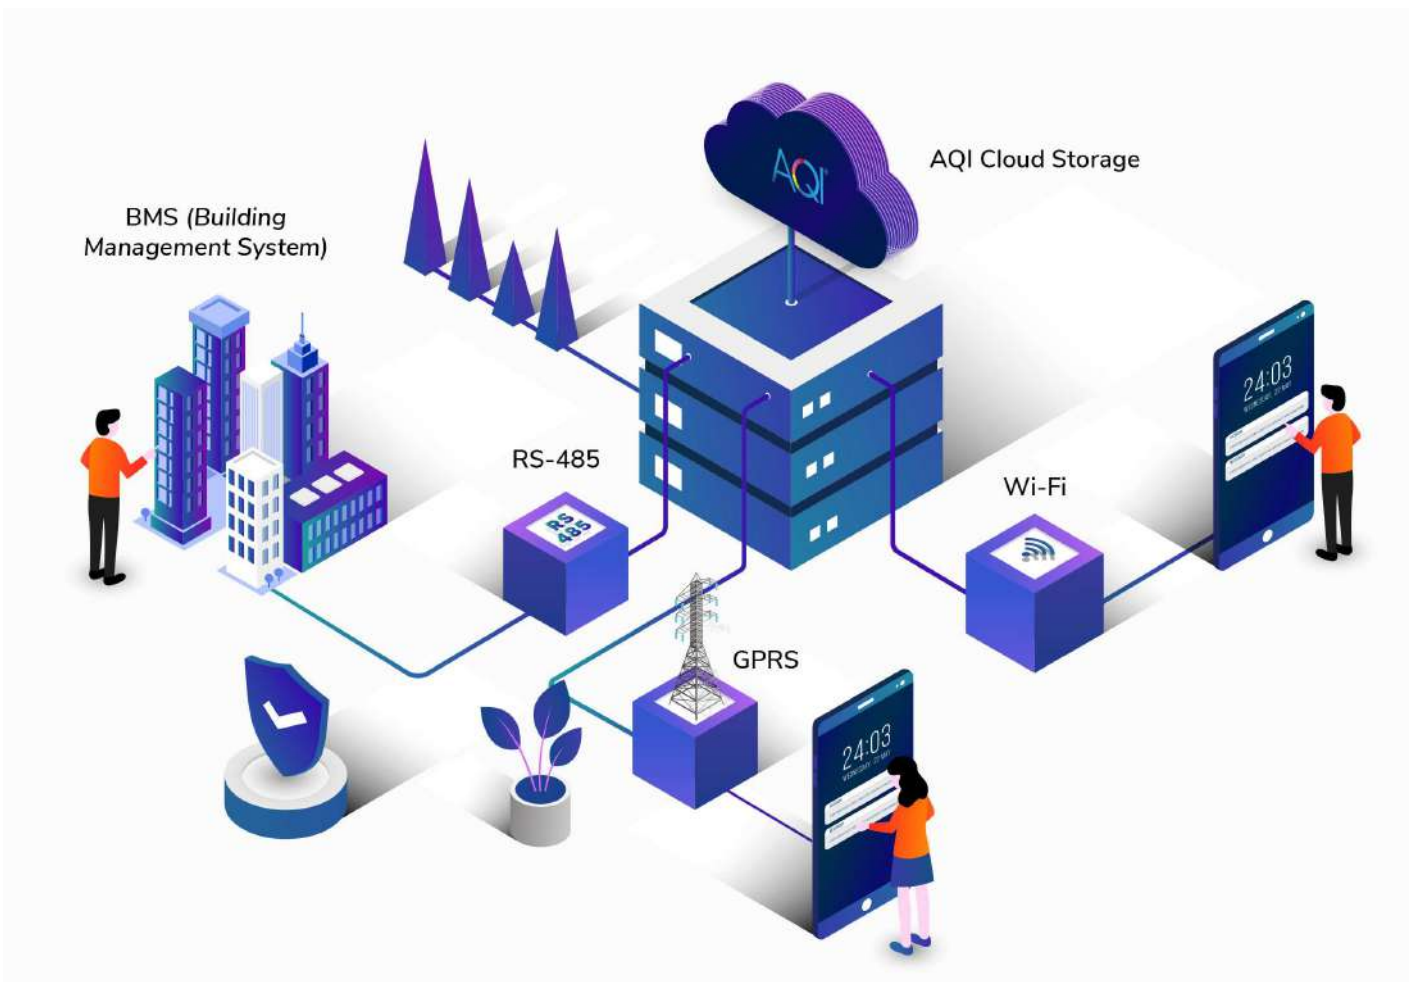 AQI Cloud Storage
AQI
BMS (Building
Management System)
24:03
RS-485
Wi-Fi
RS
485
GPRS
24:03